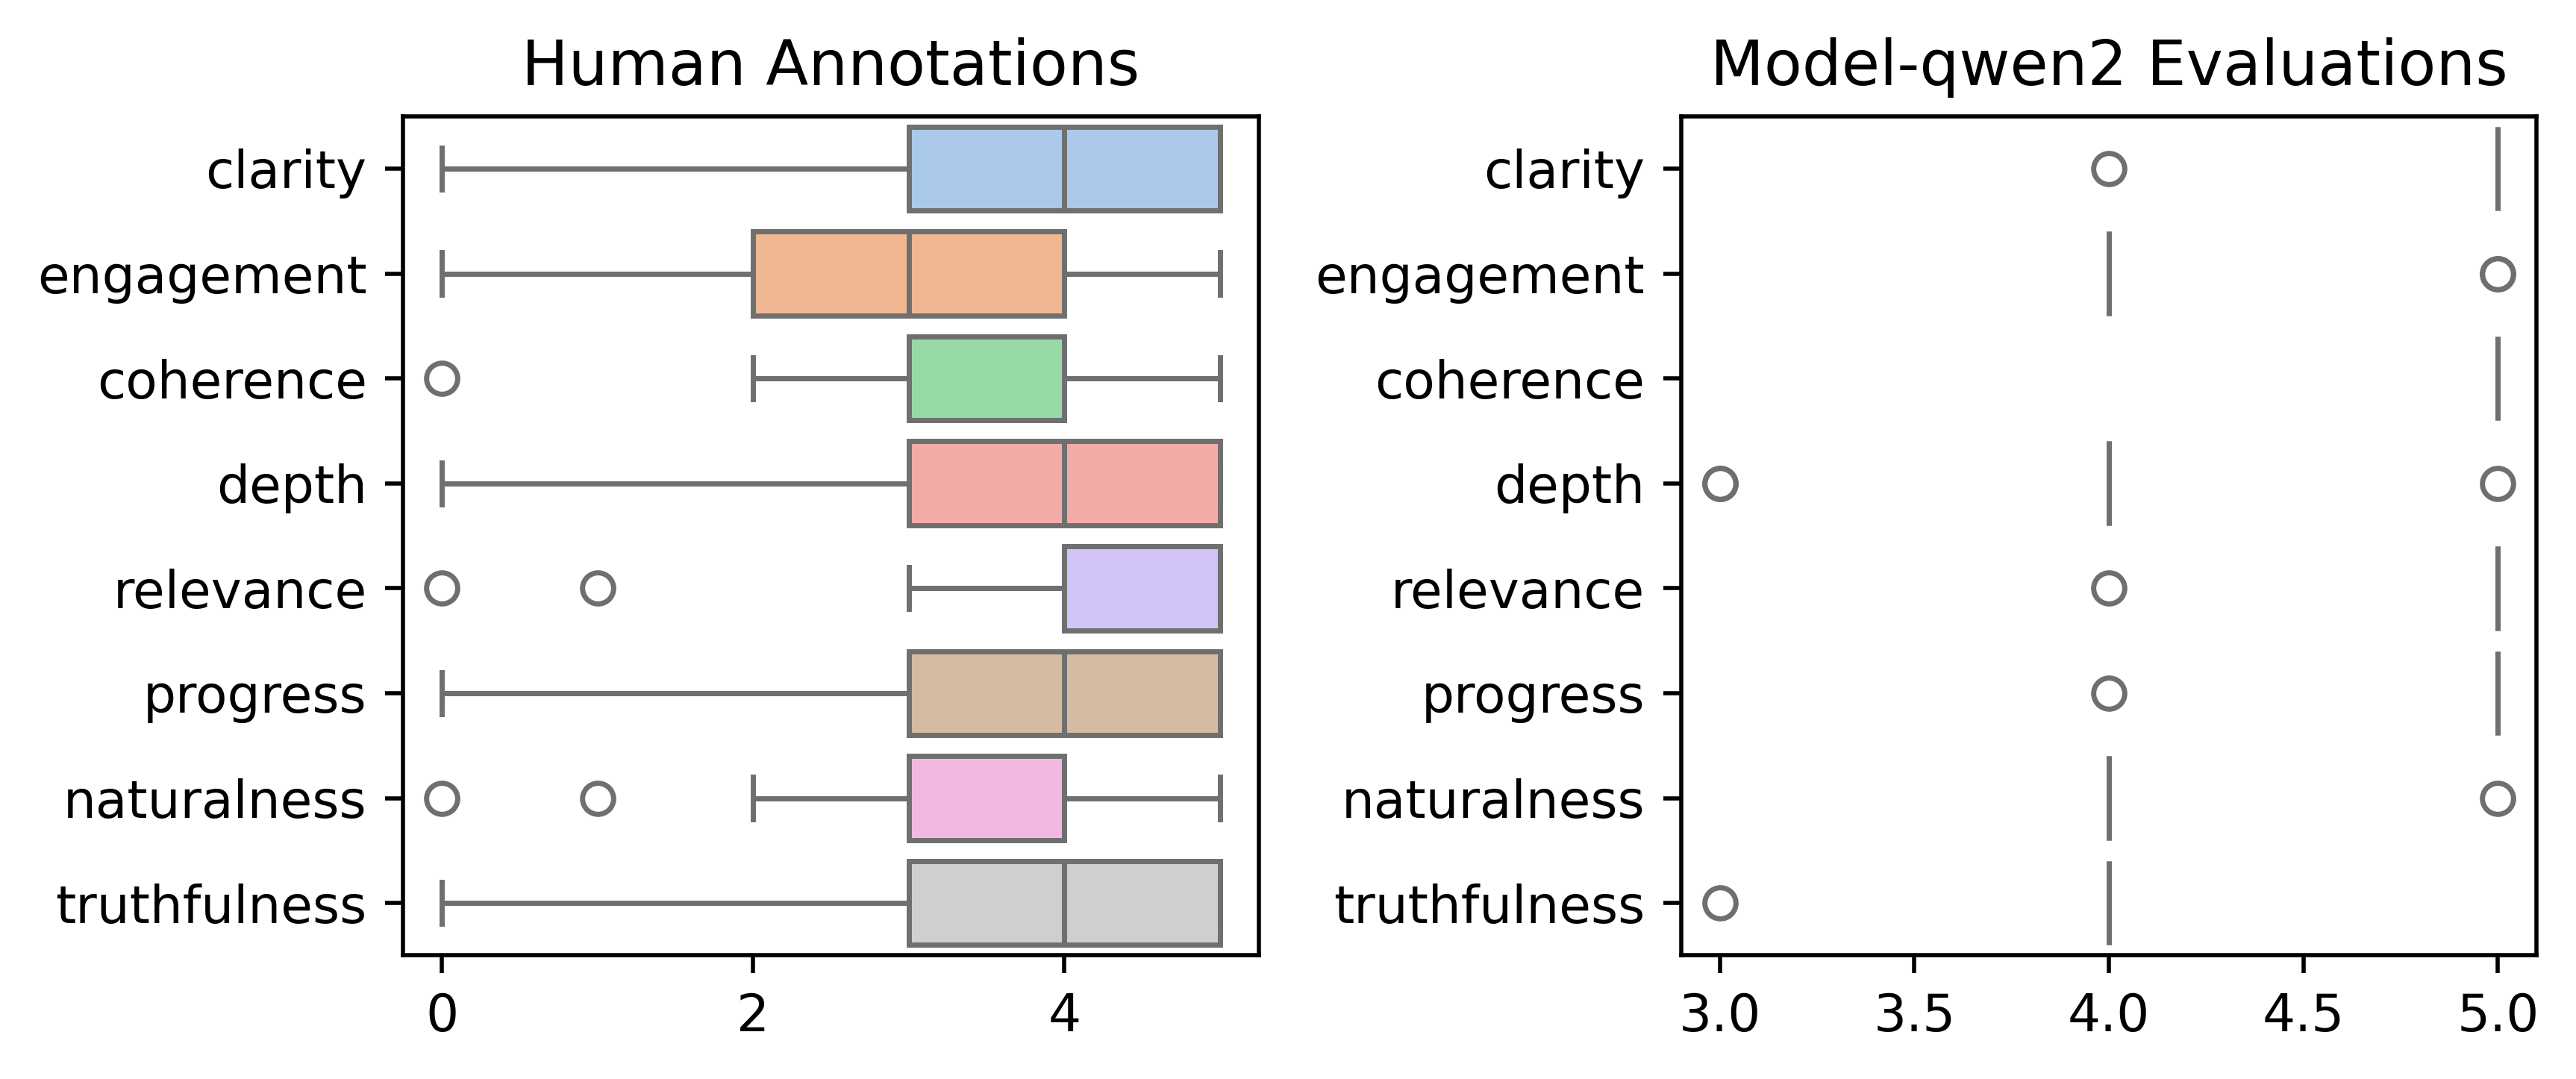 Human Annotations
clarity
engagement
coherence
depth
relevance
progress
naturalness
truthfulness
0 2 4
Model-qwen2 Evaluations
clarity
engagement
coherence
depth
relevance
progress
naturalness
truthfulness
3.0 3.5 4.0 4.5 5.0